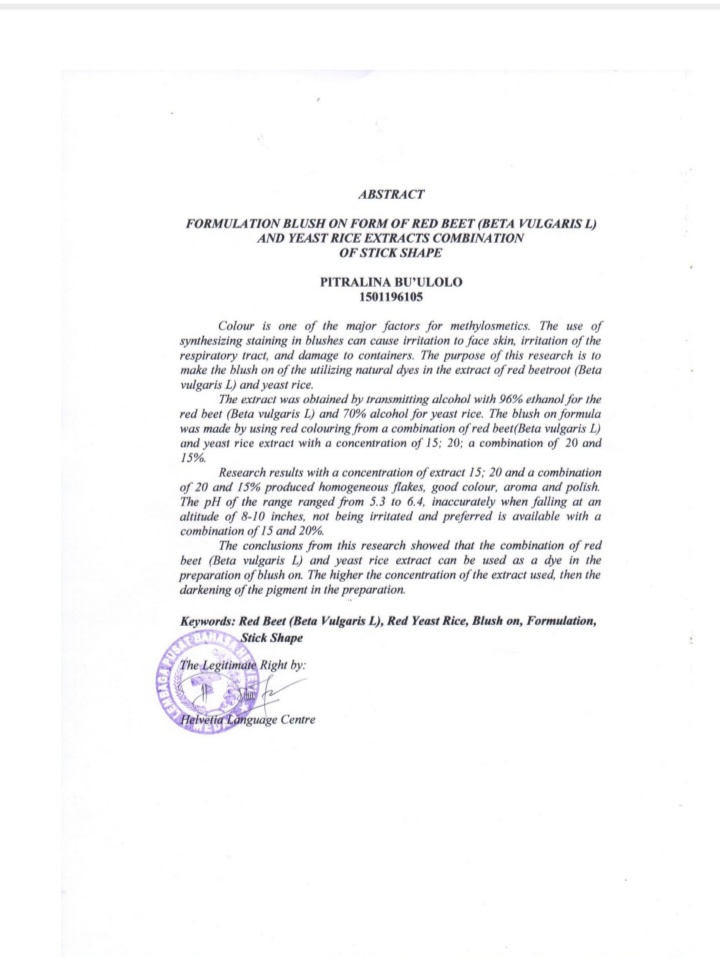 ABSTRACT
FORMULATION BLUSH ON FORM OF RED BEET (BETA VULGARIS L)
AND YEAST RICE EXTRACTS COMBINATION
OF STICK SHAPE
PITRALINA BU'ULOLO
1501196105
Colour is one of the major factors for methylosmetics. The use of
synthesizing staining in blushes can cause irritation to face skin, irritation of the
respiratory tract, and damage to containers. The purpose of this research is to
make the blush on of the utilizing natural dyes in the extract of red beetroot (Beta
vulgaris L) and yeast rice.
The extract was obtained by transmitting alcohol with 96% ethanol for the
red beet (Beta vulgaris L) and 70% alcohol for yeast rice. The blush on formula
was made by using red colouring from a combination of red beet(Beta vulgaris L)
and yeast rice extract with a concentration of 15; 20; a combination of 20 and
15%.
Research results with a concentration of extract 15; 20 and a combination
of 20 and 15% produced homogeneous flakes, good colour, aroma and polish.
The pH of the range ranged from 5.3 to 6.4, inaccurately when falling at an
altitude of 8-10 inches, not being irritated and preferred is available with a
combination of 15 and 20%.
The conclusions from this research showed that the combination of red
beet (Beta vulgaris L) and yeast rice extract can be used as a dye in the
preparation of blush on. The higher the concentration of the extract used, then the
darkening of the pigment in the preparation.
Keywords: Red Beet (Beta Vulgaris L), Red Yeast Rice, Blush on, Formulation,
Stick Shape
The Legitimate Right by:
Helvetia Language Centre
LEMBAGA PUSAT BAHASA
MEDAN